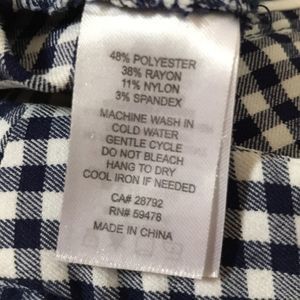 48% POLYESTER
38% RAYON
11% NYLON
3% SPANDEX
MACHINE WASH IN
COLD WATER
GENTLE CYCLE
DO NOT BLEACH
HANG TO DRY
COOL IRON IF NEEDED
CA# 28792
RN# 59476
MADE IN CHINA